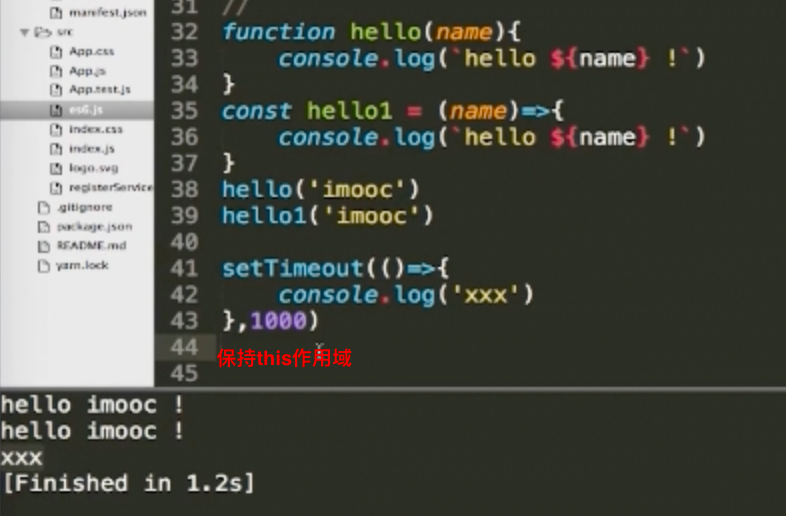 manifest.json
src
App.css
App.js
App.test.js
es6.js
index.css
index.js
logo.svg
registerService
.gitignore
package.json
README.md
yarn.lock
31 //
32 function hello(name){
33     console.log(`hello ${name} !`)
34 }
35 const hello1 = (name)=>{
36     console.log(`hello ${name} !`)
37 }
38 hello('imooc')
39 hello1('imooc')
40
41 setTimeout(()=>{
42     console.log('xxx')
43 },1000)
44
保持this作用域
45
hello imooc !
hello imooc !
xxx
[Finished in 1.2s]